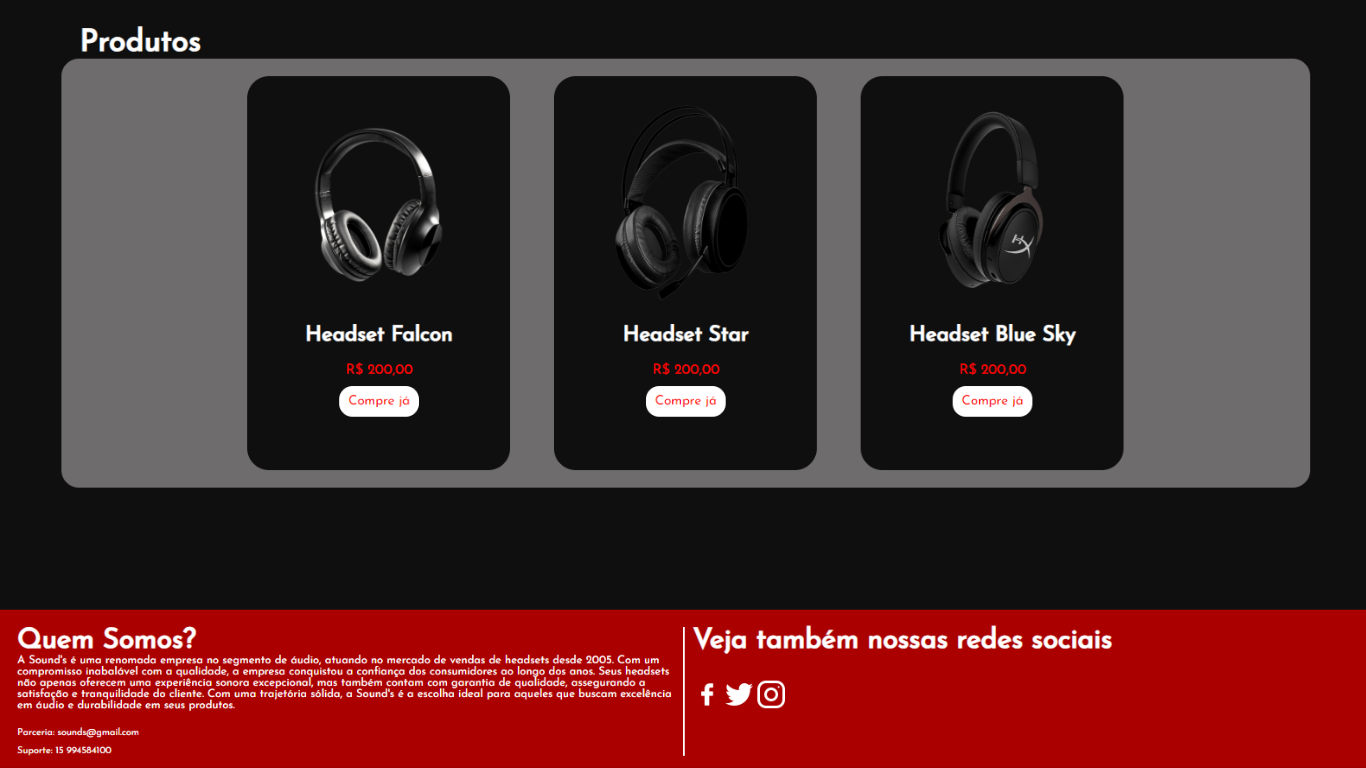 Produtos
HX
Headset Falcon
Headset Star
Headset Blue Sky
R$ 200,00
R$ 200,00
R$ 200,00
Compre já
Compre já
Compre já
Quem Somos?
A Sound's é uma renomada empresa no segmento de áudio, atuando no mercado de vendas de headsets desde 2005. Com um
compromisso inabalável com a qualidade, a empresa conquistou a confiança dos consumidores ao longo dos anos. Seus headsets
não apenas oferecem uma experiência sonora excepcional, mas também contam com garantia de qualidade, assegurando a
satisfação e tranquilidade do cliente. Com uma trajetória sólida, a Sound's é a escolha ideal para aqueles que buscam excelência
em áudio e durabilidade em seus produtos.
Parceria: sounds@gmail.com
Suporte: 15 994584100
Veja também nossas redes sociais